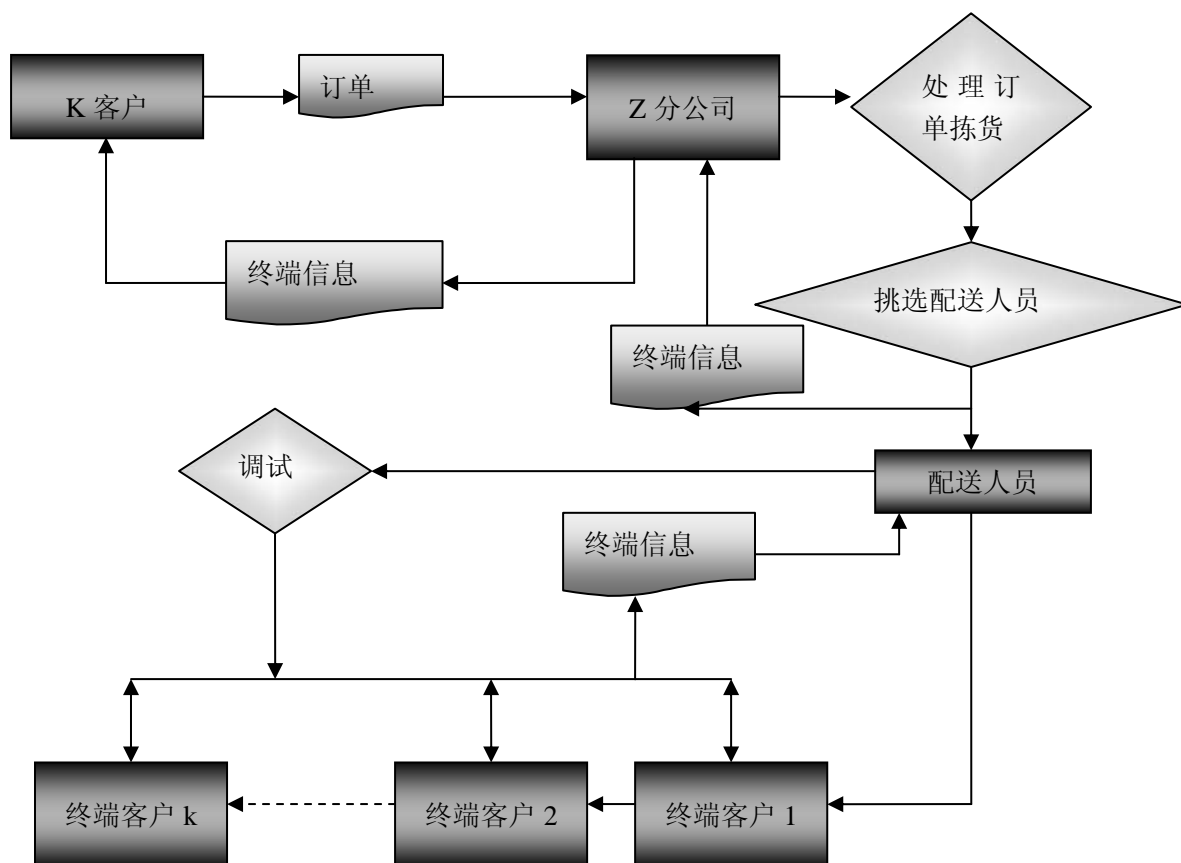 K 客户
订单
Z 分公司
处 理 订
单拣货
终端信息
挑选配送人员
终端信息
调试
配送人员
终端信息
终端客户 k
终端客户 2
终端客户 1